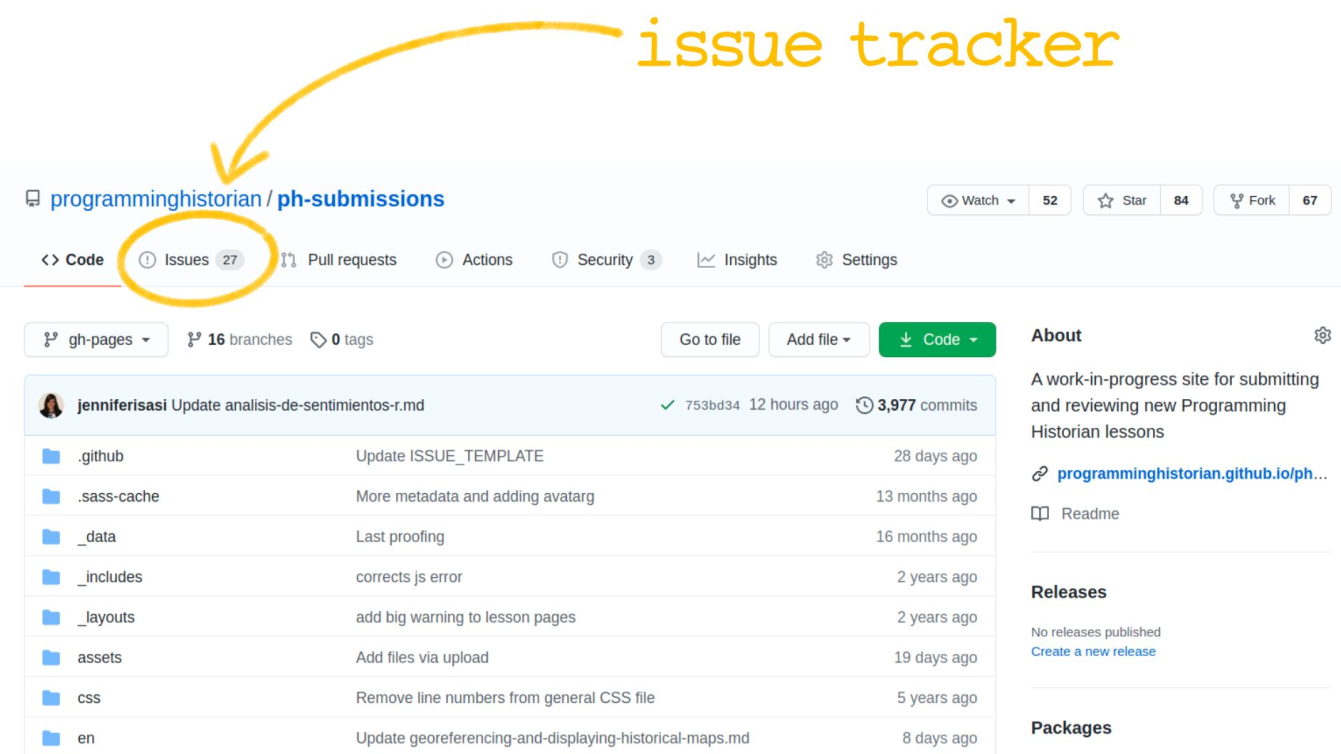 issue tracker
programminghistorian / ph-submissions
Watch 52 Star 84 Fork 67
Code Issues 27 Pull requests Actions Security 3 Insights Settings
gh-pages 16 branches 0 tags Go to file Add file Code
jenniferisasi Update analisis-de-sentimientos-r.md 753bd34 12 hours ago 3,977 commits
.github Update ISSUE_TEMPLATE 28 days ago
.sass-cache More metadata and adding avatarg 13 months ago
_data Last proofing 16 months ago
_includes corrects js error 2 years ago
_layouts add big warning to lesson pages 2 years ago
assets Add files via upload 19 days ago
css Remove line numbers from general CSS file 5 years ago
en Update georeferencing-and-displaying-historical-maps.md 8 days ago
About
A work-in-progress site for submitting
and reviewing new Programming
Historian lessons
programminghistorian.github.io/ph...
Readme
Releases
No releases published
Create a new release
Packages